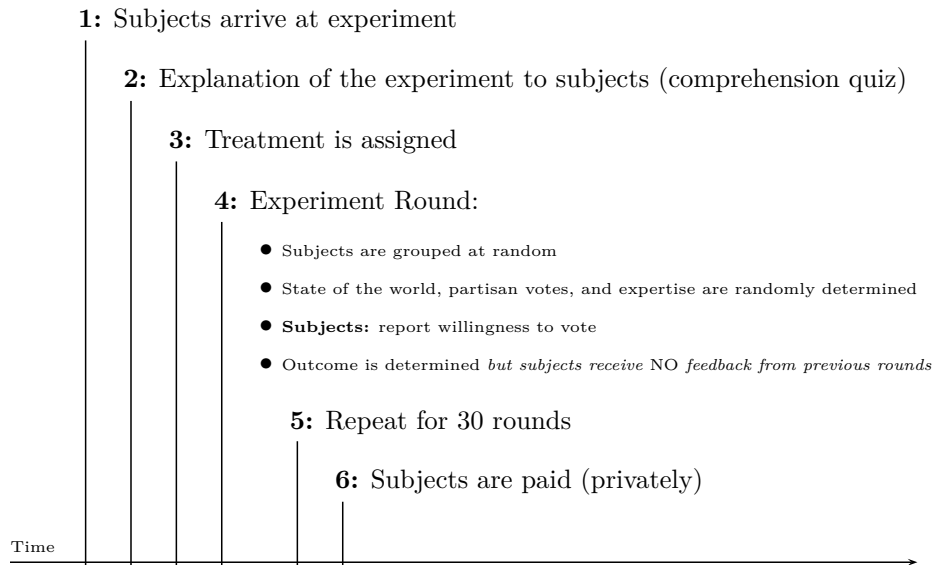 1: Subjects arrive at experiment
2: Explanation of the experiment to subjects (comprehension quiz)
3: Treatment is assigned
4: Experiment Round:
● Subjects are grouped at random
● State of the world, partisan votes, and expertise are randomly determined
● Subjects: report willingness to vote
● Outcome is determined but subjects receive NO feedback from previous rounds
5: Repeat for 30 rounds
6: Subjects are paid (privately)
Time